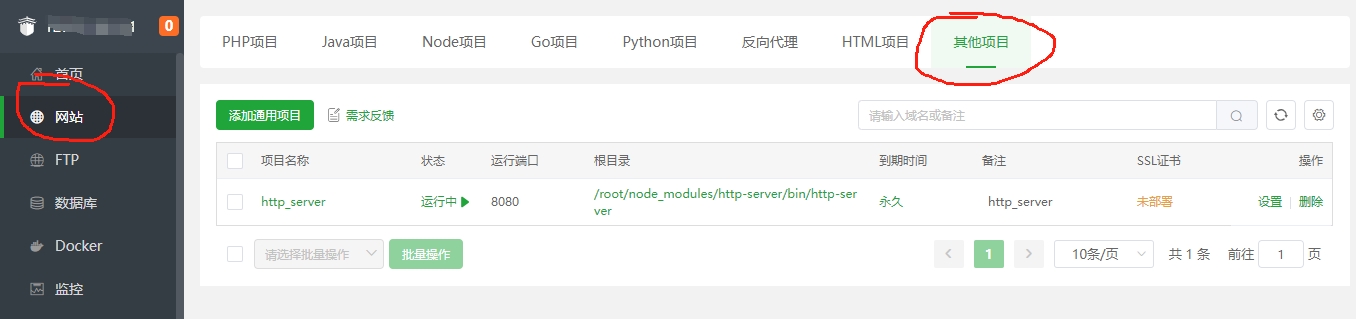 0
PHP项目 Java项目 Node项目 Go项目 Python项目 反向代理 HTML项目 其他项目
首页
网站
FTP
数据库
Docker
监控
添加通用项目 需求反馈 请输入域名或备注
项目名称 状态 运行端口 根目录 到期时间 备注 SSL证书 操作
http_server 运行中 8080 /root/node_modules/http-server/bin/http-ser
ver 永久 http_server 未部署 设置 | 删除
请选择批量操作 批量操作 1 10条/页 共 1 条 前往 1 页